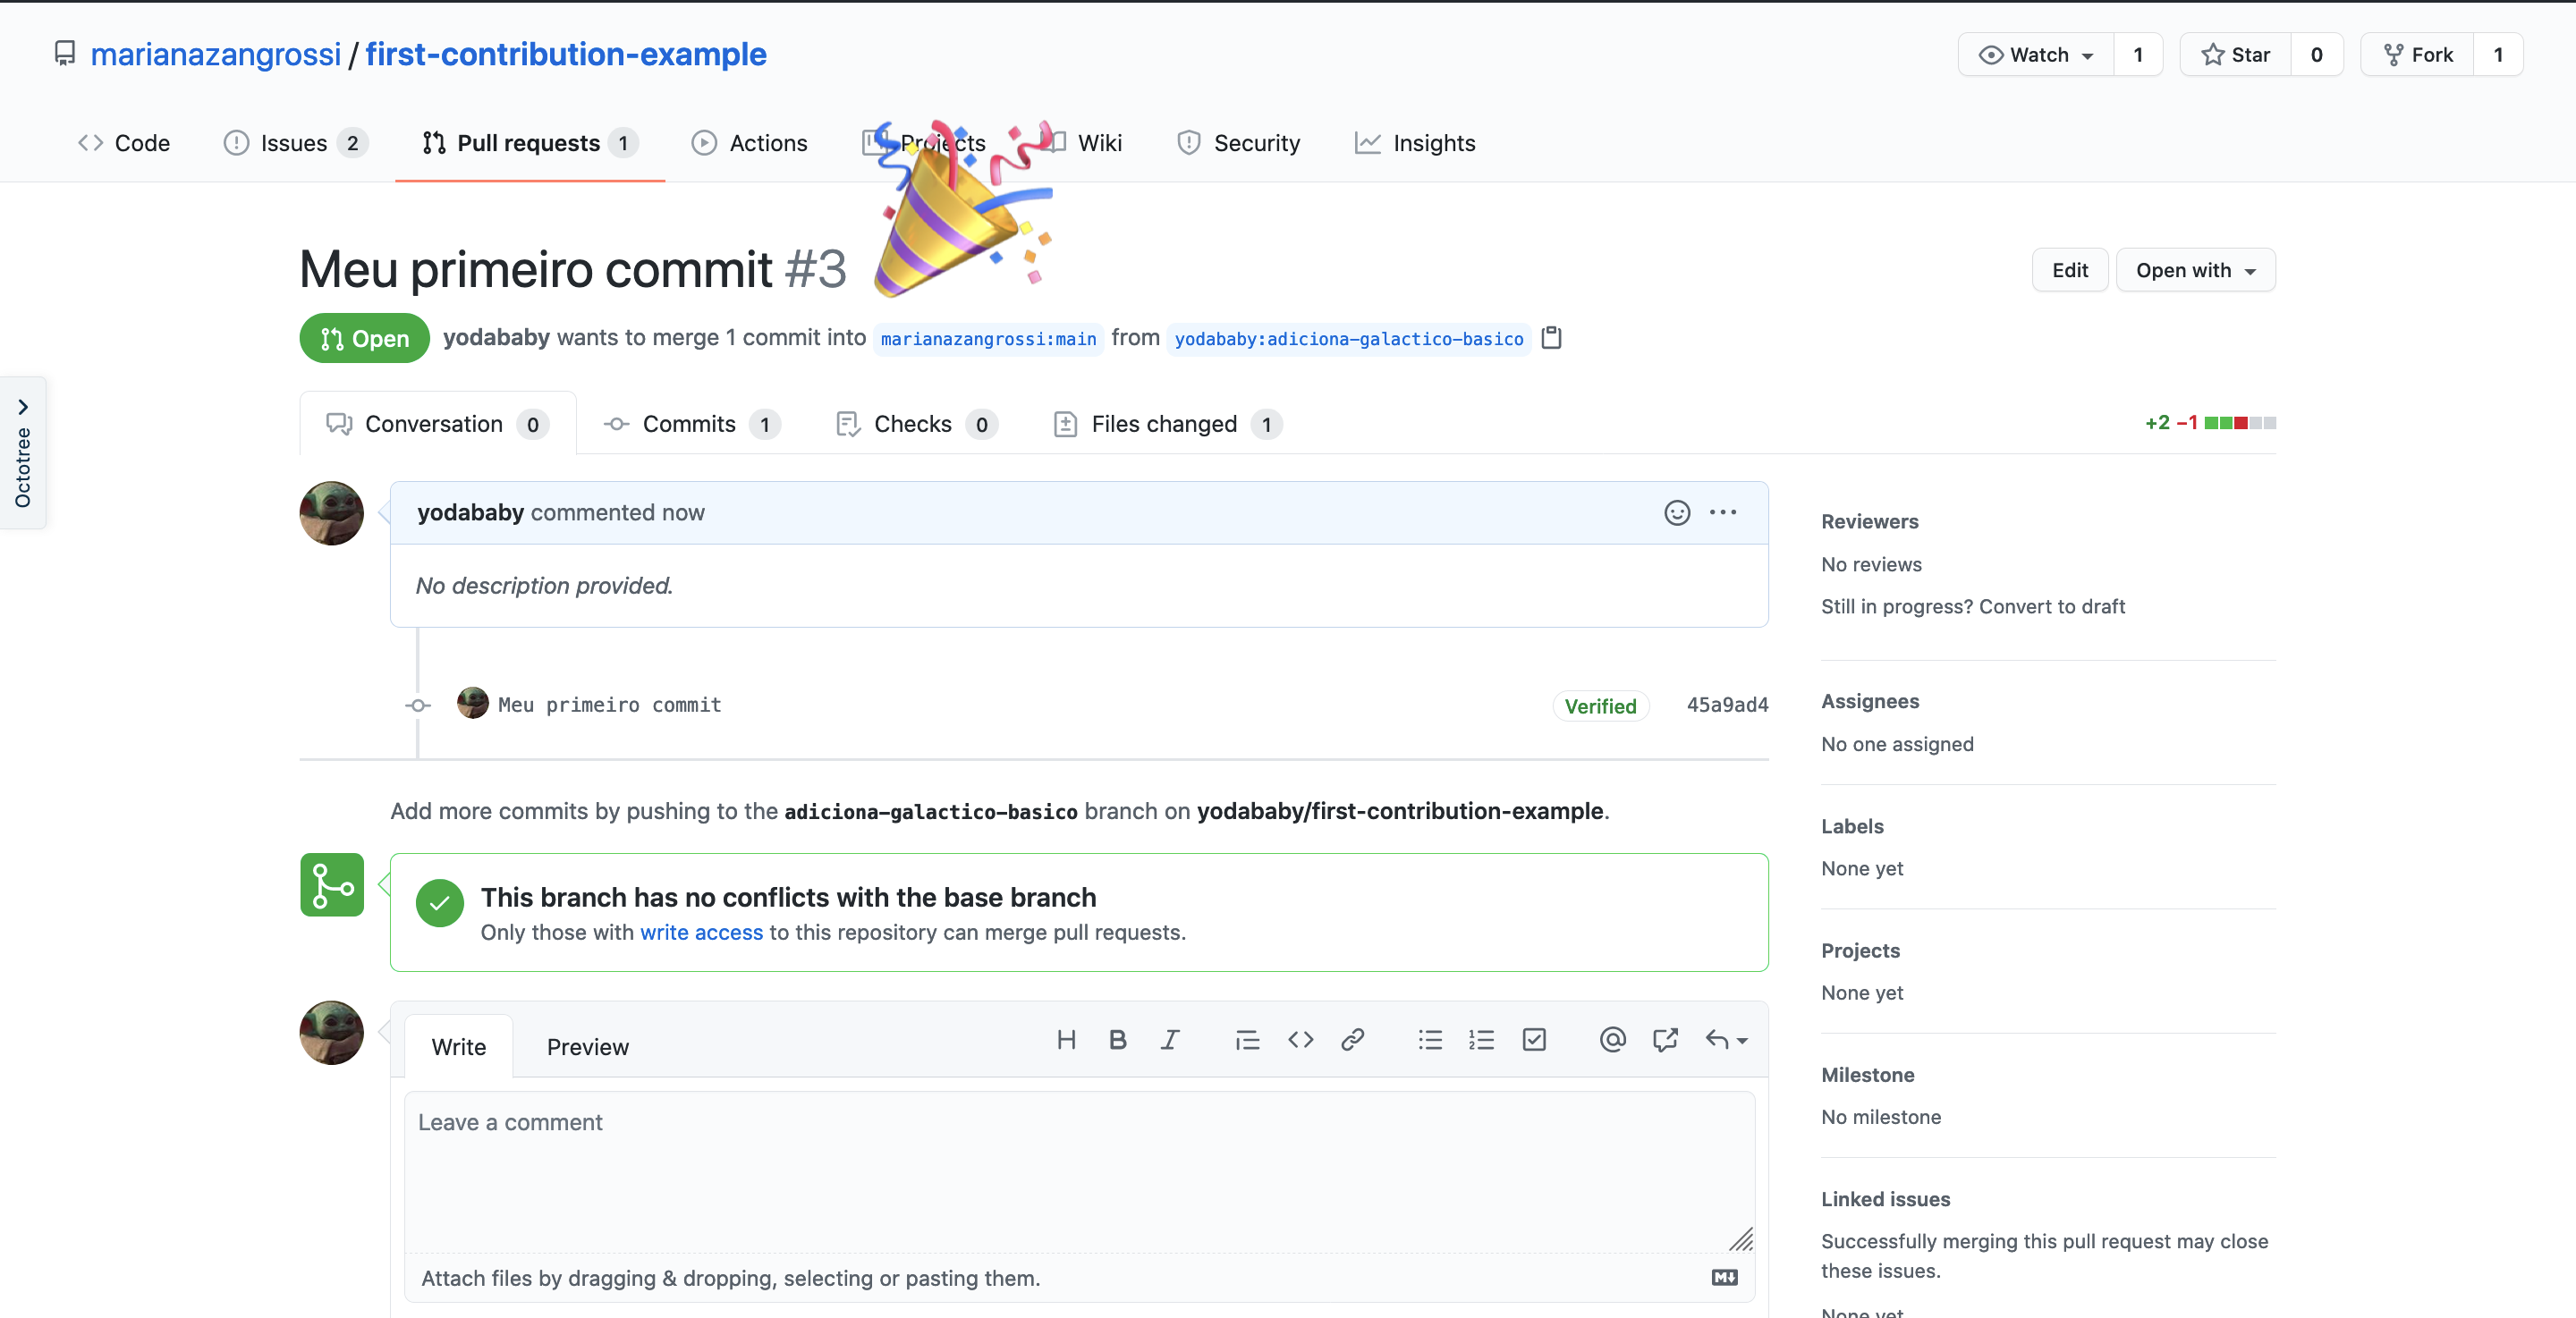 marianazangrossi / first-contribution-example
Watch 1 Star 0 Fork 1
Code Issues 2 Pull requests 1 Actions Projects Wiki Security Insights
Meu primeiro commit #3
Edit Open with
Open yodababy wants to merge 1 commit into marianazangrossi:main from yodababy:adiciona-galactico-basico
Octotree
Conversation 0 Commits 1 Checks 0 Files changed 1
+2 −1
yodababy commented now
No description provided.
Meu primeiro commit Verified 45a9ad4
Add more commits by pushing to the adiciona-galactico-basico branch on yodababy/first-contribution-example.
This branch has no conflicts with the base branch
Only those with write access to this repository can merge pull requests.
Write Preview
Leave a comment
Attach files by dragging & dropping, selecting or pasting them.
Reviewers
No reviews
Still in progress? Convert to draft
Assignees
No one assigned
Labels
None yet
Projects
None yet
Milestone
No milestone
Linked issues
Successfully merging this pull request may close
these issues.
None yet